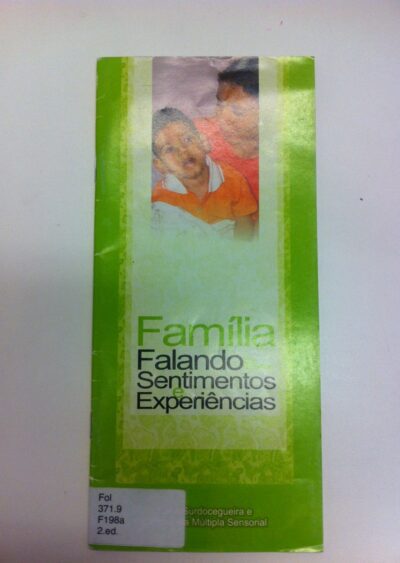 Família
Falando
Sentimentos
e
Experiências
Fol
371.9
F198a
2.ed.
Surdocegueira e
Múltipla Sensorial